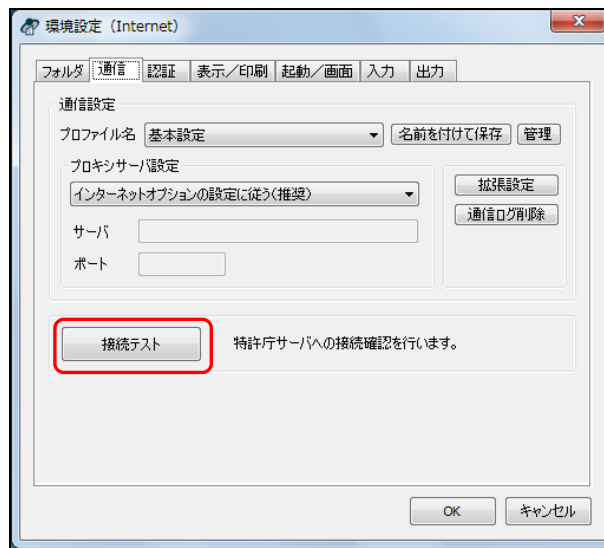 環境設定（Internet）
フォルダ 通信 認証 表示／印刷 起動／画面 入力 出力
通信設定
プロファイル名 基本設定 名前を付けて保存 管理
プロキシサーバ設定
インターネットオプションの設定に従う(推奨)
拡張設定
通信ログ削除
サーバ
ポート
接続テスト 特許庁サーバへの接続確認を行います。
OK キャンセル